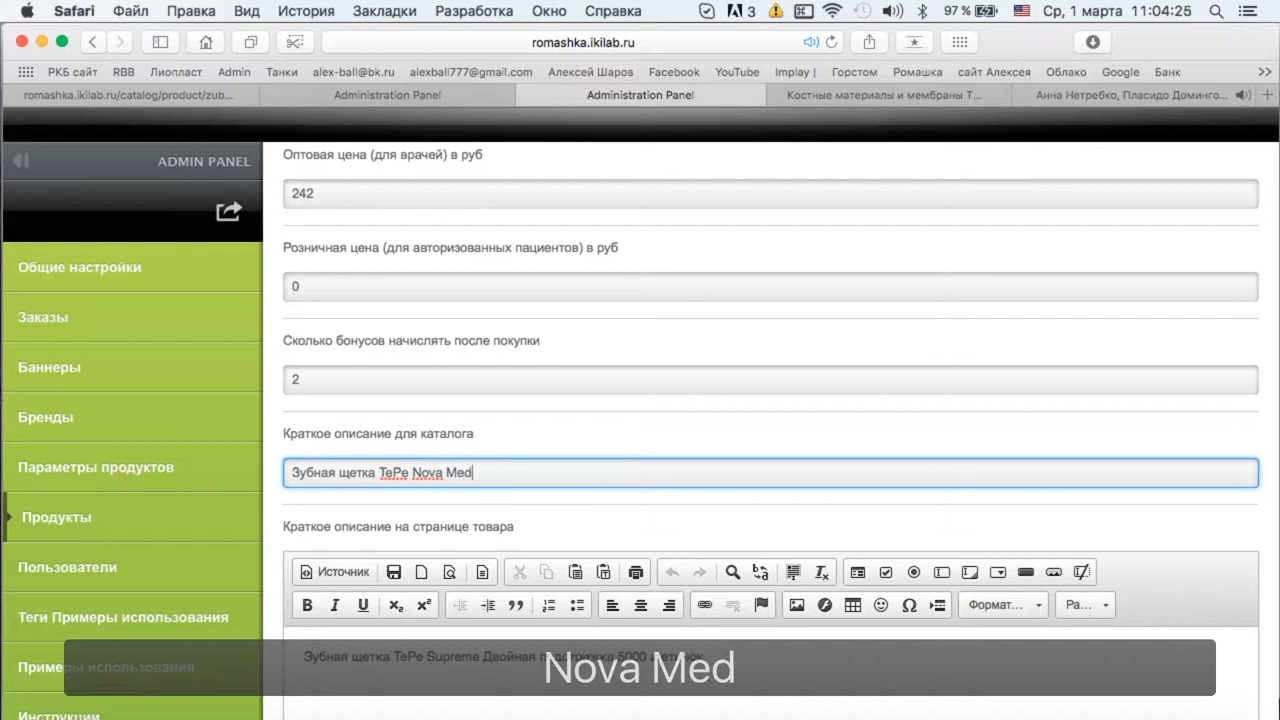 Safari Файл Правка Вид История Закладки Разработка Окно Справка 3 97 % Ср, 1 марта 11:04:25
romashka.ikilab.ru
РКБ сайт RBB Лиопласт Admin Танки alex-ball@bk.ru alexball777@gmail.com Алексей Шаров Facebook YouTube Implay | Горстом Ромашка сайт Алексея Облако Google Банк
romashka.ikilab.ru/catalog/product/zub... Administration Panel Administration Panel Костные материалы и мембраны Т... Анна Нетребко, Пласидо Доминго...
ADMIN PANEL
Общие настройки
Заказы
Баннеры
Бренды
Параметры продуктов
Продукты
Пользователи
Теги Примеры использования
Примеры использования
Инструкции
Оптовая цена (для врачей) в руб
242
Розничная цена (для авторизованных пациентов) в руб
0
Сколько бонусов начислять после покупки
2
Краткое описание для каталога
Зубная щетка TePe Nova Med
Краткое описание на странице товара
Источник
Формат... Ра...
Зубная щетка TePe Supreme Двойная 5000
Nova Med